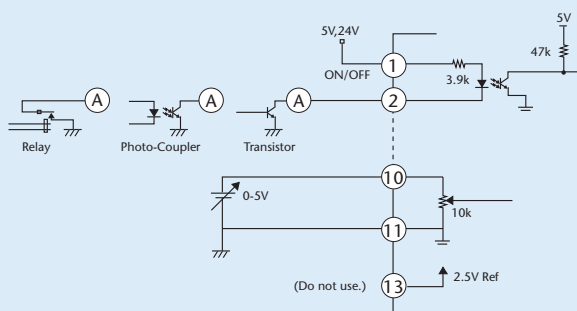 5V
5V,24V
47k
1
ON/OFF
3.9k
A
A
A
2
Relay
Photo-Coupler
Transistor
10
0-5V
10k
11
2.5V Ref
(Do not use.)
13